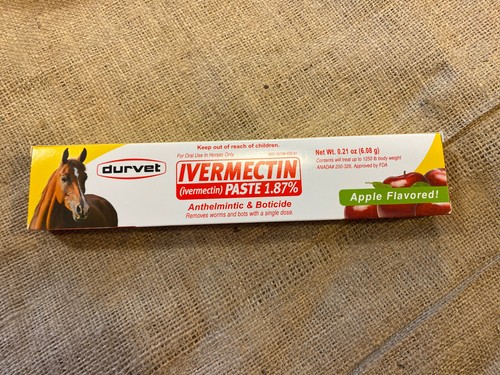 Keep out of reach of children.
For Oral Use in Horses Only
durvet
IVERMECTIN
(ivermectin) PASTE 1.87%
Anthelmintic & Boticide
Removes worms and bots with a single dose.
Net Wt. 0.21 oz (6.08 g)
Contents will treat up to 1250 lb body weight
ANADA# 200-326, Approved by FDA
Apple Flavored!